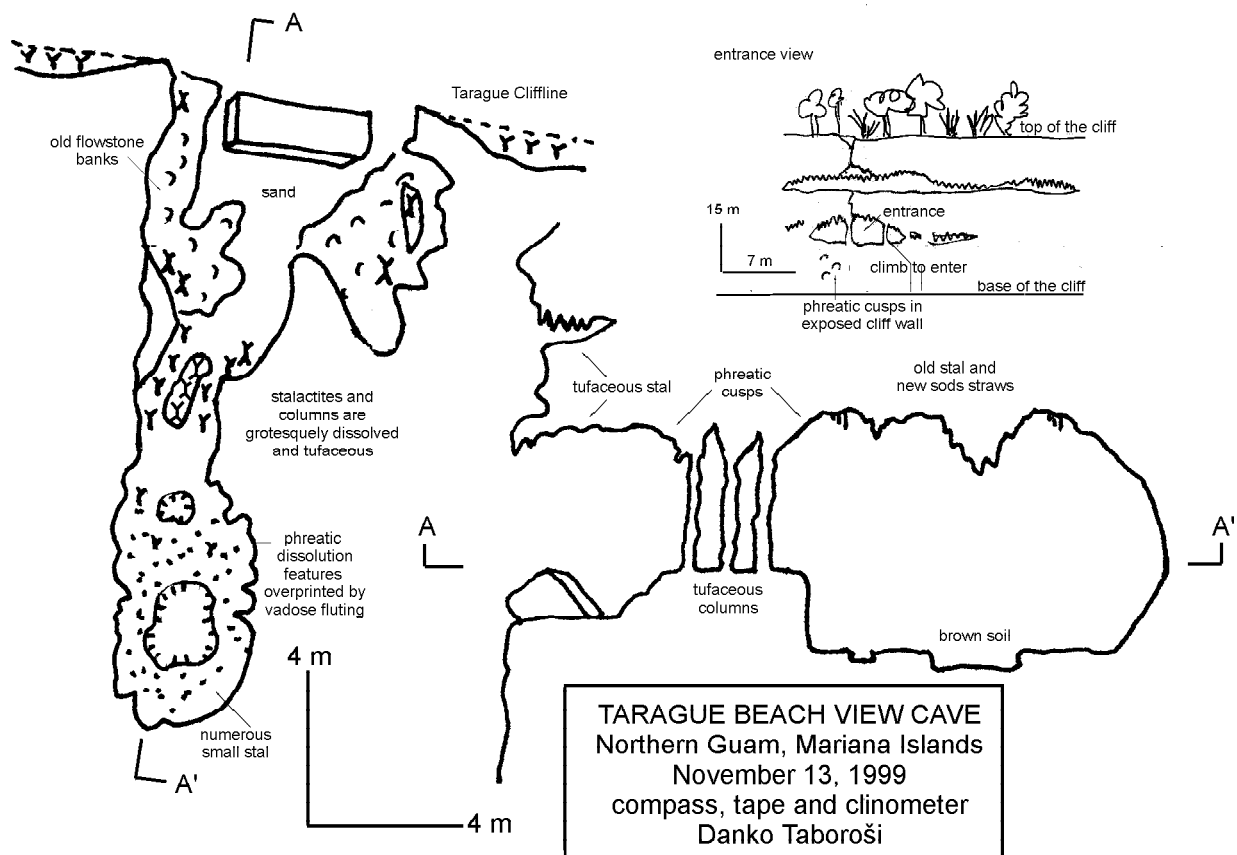 A
entrance view
Tarague Cliffline
top of the cliff
old flowstone
banks
sand
15 m
entrance
7 m
climb to enter
base of the cliff
phreatic cusps in
exposed cliff wall
tufaceous stal
phreatic
cusps
old stal and
new sods straws
stalactites and
columns are
grotesquely dissolved
and tufaceous
A
A'
phreatic
dissolution
features
overprinted by
vadose fluting
tufaceous
columns
brown soil
4 m
numerous
small stal
A'
4 m
TARAGUE BEACH VIEW CAVE
Northern Guam, Mariana Islands
November 13, 1999
compass, tape and clinometer
Danko Taboroši